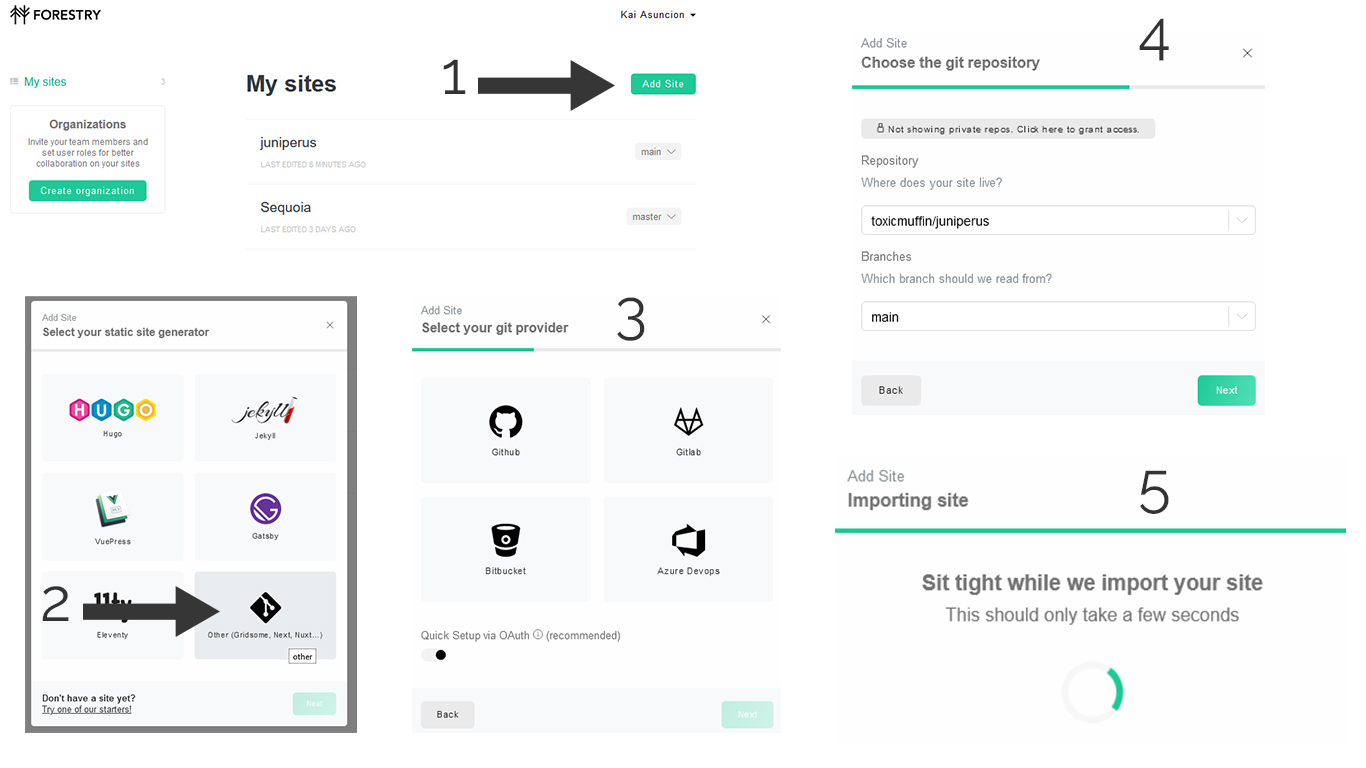 FORESTRY
Kai Asuncion
My sites
3
Organizations
Invite your team members and
set user roles for better
collaboration on your sites
Create organization
My sites
1
Add Site
juniperus
LAST EDITED 8 MINUTES AGO
main
Sequoia
LAST EDITED 3 DAYS AGO
master
Add Site
Select your static site generator
HUGO
Hugo
jekyll
Jekyll
VuePress
Gatsby
2
11ty
Eleventy
Other (Gridsome, Next, Nuxt...)
other
Don't have a site yet?
Try one of our starters!
Next
3
Add Site
Select your git provider
Github
Gitlab
Bitbucket
Azure Devops
Quick Setup via OAuth (recommended)
Back
Next
4
Add Site
Choose the git repository
Not showing private repos. Click here to grant access.
Repository
Where does your site live?
toxicmuffin/juniperus
Branches
Which branch should we read from?
main
Back
Next
5
Add Site
Importing site
Sit tight while we import your site
This should only take a few seconds